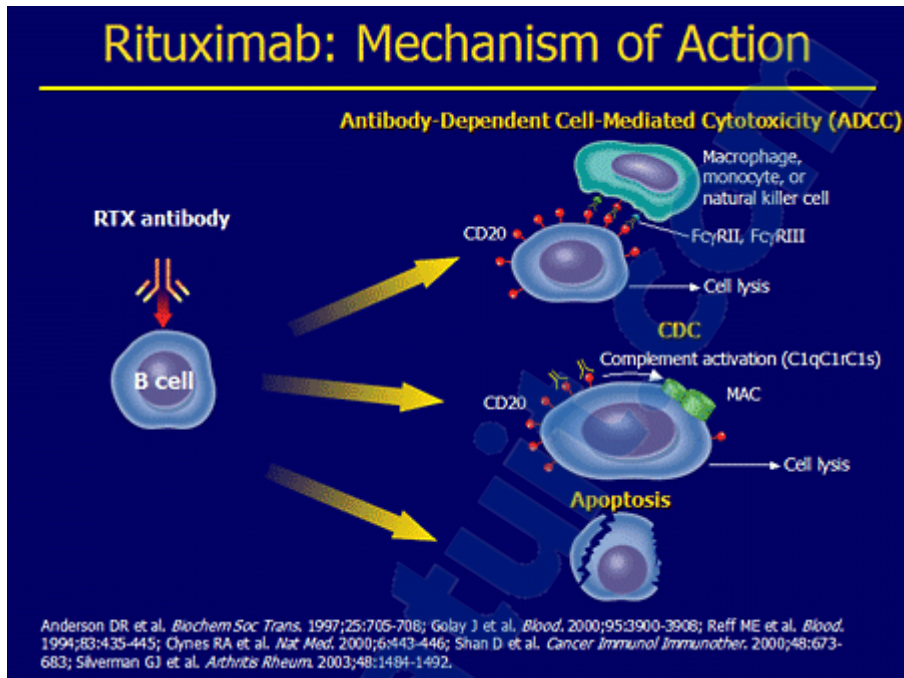 Rituximab: Mechanism of Action
Antibody-Dependent Cell-Mediated Cytotoxicity (ADCC)
Macrophage,
monocyte, or
natural killer cell
RTX antibody
CD20
FcγRII, FcγRIII
Cell lysis
CDC
Complement activation (C1qC1rC1s)
B cell
CD20
MAC
Cell lysis
Apoptosis
Anderson DR et al. Biochem Soc Trans. 1997;25:705-708; Golay J et al. Blood. 2000;95:3900-3908; Reff ME et al. Blood.
1994;83:435-445; Clynes RA et al. Nat Med. 2000;6:443-446; Shan D et al. Cancer Immunol Immunother. 2000;48:673-
683; Silverman GJ et al. Arthritis Rheum. 2003;48:1484-1492.